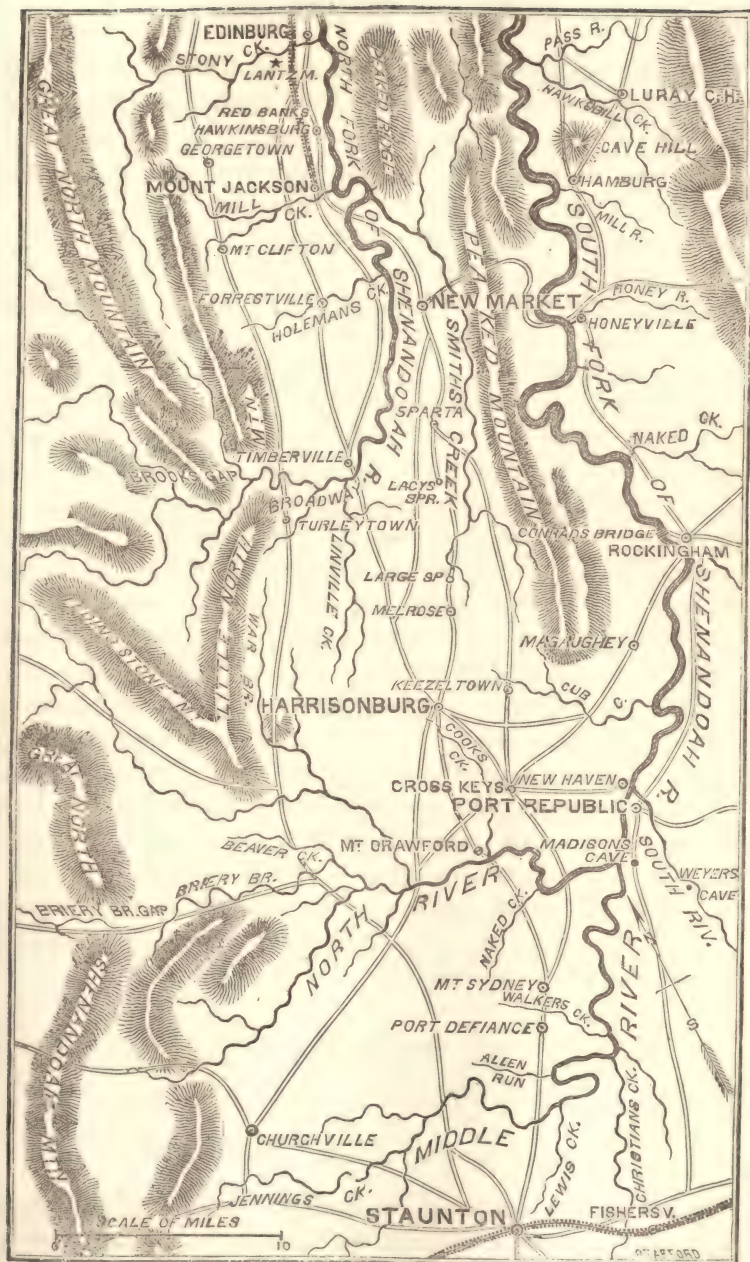 EDINBURG
STONY
CK.
LANTZ M.
PASS R.
LURAY C.H.
HAWKSBILL CK.
RED BANKS
HAWKINSBURG
GEORGETOWN
CAVE HILL
MOUNT JACKSON
HAMBURG
MILL
CK.
MILL R.
MT CLIFTON
GREAT NORTH MOUNTAIN
NORTH FORK
OF
SHENANDOAH R.
SOUTH FORK
OF
SHENANDOAH R.
FORRESTVILLE
HOLEMANS CK.
NEW MARKET
HONEY R.
HONEYVILLE
PEAKED MOUNTAIN
SMITHS CREEK
SPARTA
MTN
NAKED CK.
TIMBERVILLE
BROOKS GAP
BROADWAY
LACYS
SPR.
TURLEYTOWN
CONRADS BRIDGE
ROCKINGHAM
LINVILLE CK.
LARGE SP
LITTLE NORTH
WAR BR.
MELROSE
MAGAUGHEY
KEEZELTOWN
CUB
HARRISONBURG
COOKS
CK.
GREAT NORTH
CROSS KEYS
NEW HAVEN
PORT REPUBLIC
BEAVER CK.
MT CRAWFORD
MADISONS
CAVE
SOUTH RIV.
WEYERS
CAVE
BRIERY BR.
BRIERY BR. GAP
NORTH
RIVER
NAKED CK.
MT SYDNEY
WALKERS CK.
RIVER
S
PORT DEFIANCE
ALLEN
RUN
SHENANDOAH MTN
CHURCHVILLE
MIDDLE
LEWIS CK.
CHRISTIANS CK.
JENNINGS
CK.
STAUNTON
FISHERSV.
SCALE OF MILES
10